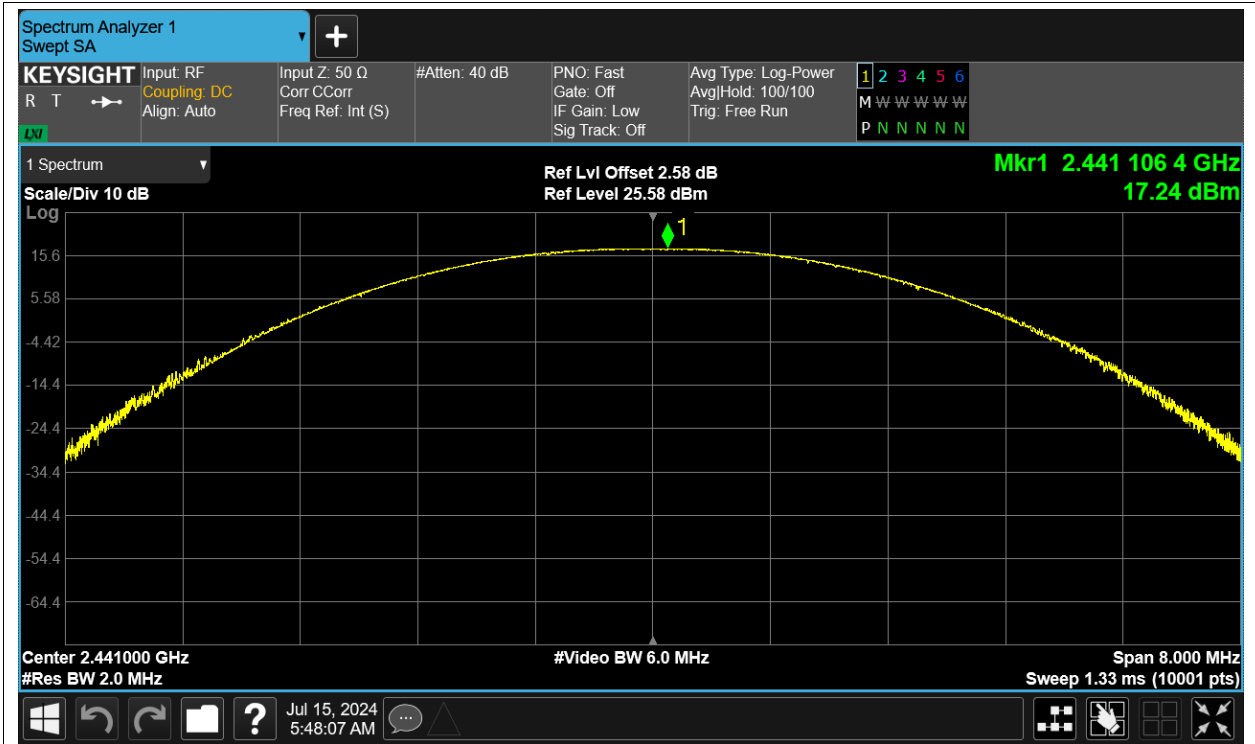 Spectrum Analyzer 1
Swept SA
KEYSIGHT
R T
LXI
Input: RF
Coupling: DC
Align: Auto
Input Z: 50 Ω
Corr CCorr
Freq Ref: Int (S)
#Atten: 40 dB
PNO: Fast
Gate: Off
IF Gain: Low
Sig Track: Off
Avg Type: Log-Power
Avg|Hold: 100/100
Trig: Free Run
1 2 3 4 5 6
M W W W W W
P N N N N N
1 Spectrum
Scale/Div 10 dB
Log
Ref Lvl Offset 2.58 dB
Ref Level 25.58 dBm
Mkr1 2.441 106 4 GHz
17.24 dBm
1
15.6
5.58
-4.42
-14.4
-24.4
-34.4
-44.4
-54.4
-64.4
Center 2.441000 GHz
#Video BW 6.0 MHz
Span 8.000 MHz
#Res BW 2.0 MHz
Sweep 1.33 ms (10001 pts)
?
Jul 15, 2024
5:48:07 AM